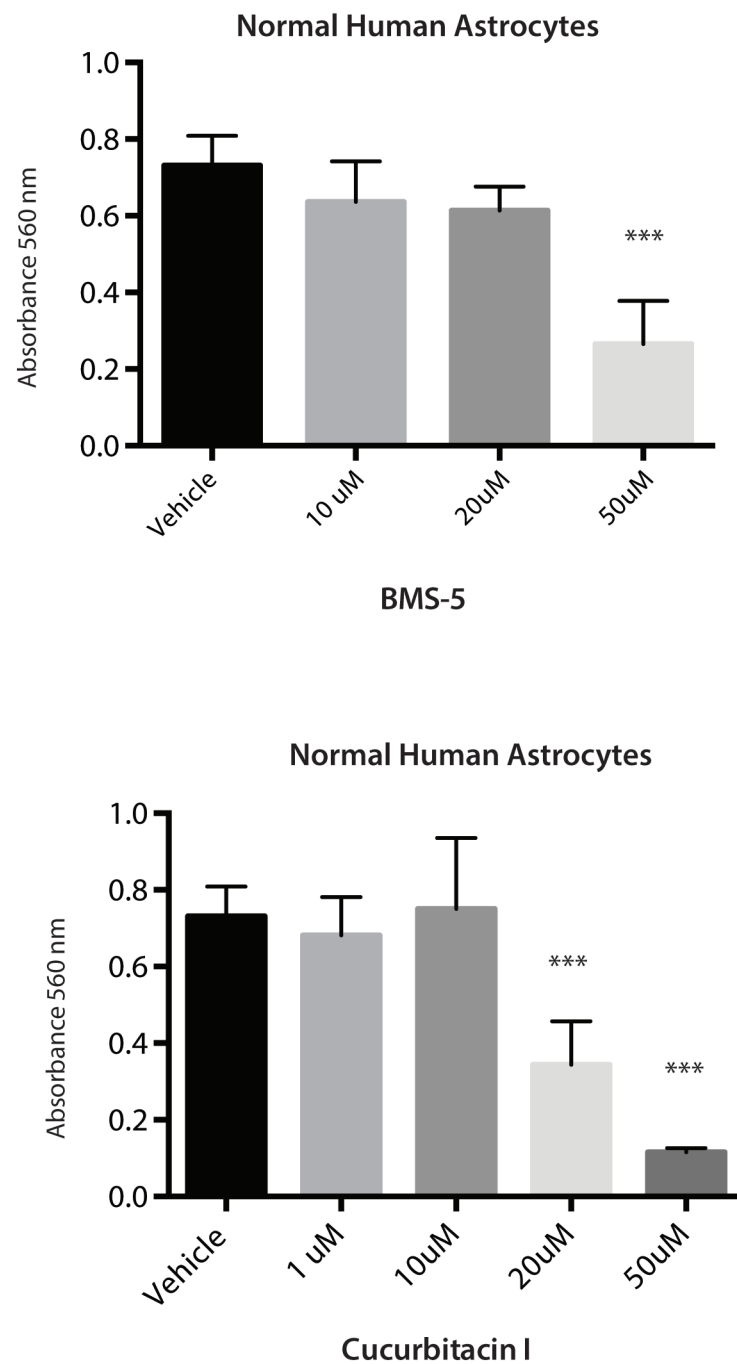 Normal Human Astrocytes
Absorbance 560 nm
1.0
0.8
0.6
0.4
0.2
0.0
***
Vehicle
10 uM
20uM
50uM
BMS-5
Normal Human Astrocytes
Absorbance 560 nm
1.0
0.8
0.6
0.4
0.2
0.0
***
***
Vehicle
1 uM
10uM
20uM
50uM
Cucurbitacin I